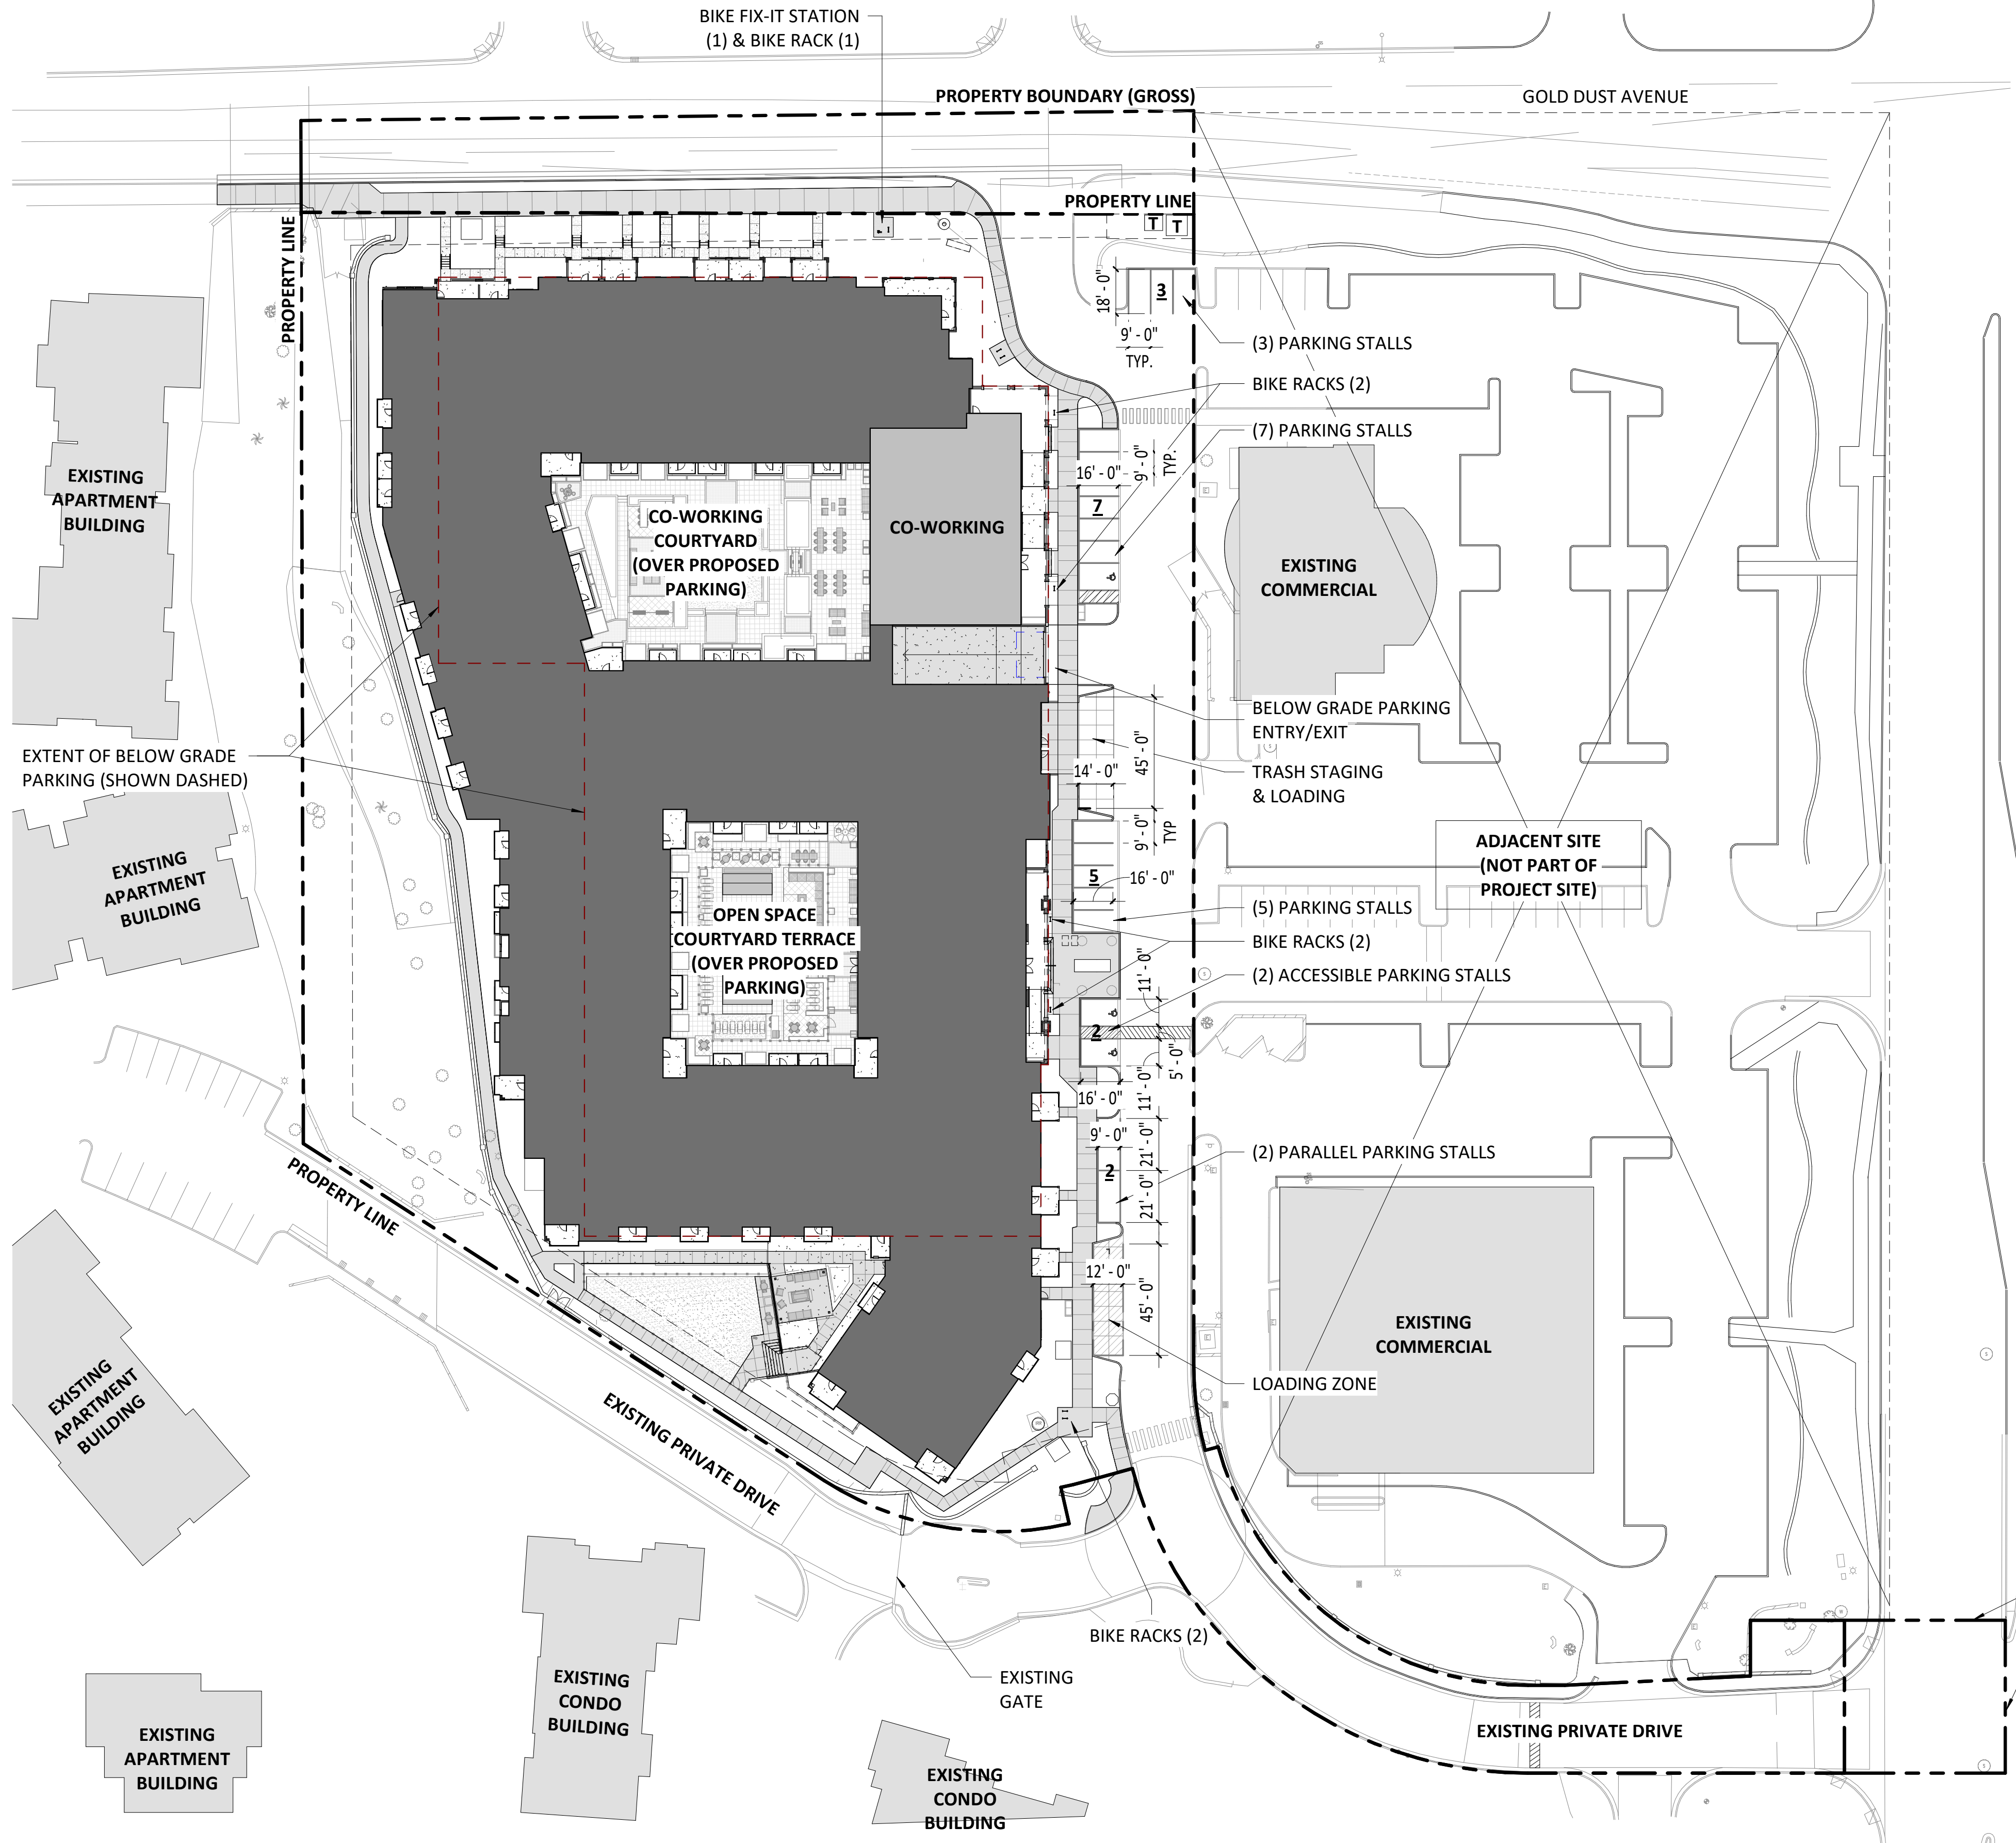 BIKE FIX-IT STATION
(1) & BIKE RACK (1)
PROPERTY BOUNDARY (GROSS)
GOLD DUST AVENUE
PROPERTY LINE
PROPERTY LINE
T
T
3
18' - 0"
9' - 0"
TYP.
(3) PARKING STALLS
BIKE RACKS (2)
(7) PARKING STALLS
9' - 0"
TYP.
16' - 0"
7
EXISTING
APARTMENT
BUILDING
CO-WORKING
COURTYARD
(OVER PROPOSED
PARKING)
CO-WORKING
EXISTING
COMMERCIAL
EXTENT OF BELOW GRADE
PARKING (SHOWN DASHED)
BELOW GRADE PARKING
ENTRY/EXIT
45' - 0"
14' - 0"
TRASH STAGING
& LOADING
9' - 0"
TYP
ADJACENT SITE
(NOT PART OF
PROJECT SITE)
EXISTING
APARTMENT
BUILDING
5
16' - 0"
OPEN SPACE
COURTYARD TERRACE
(OVER PROPOSED
PARKING)
(5) PARKING STALLS
BIKE RACKS (2)
(2) ACCESSIBLE PARKING STALLS
11' - 0"
2
5' - 0"
11' - 0"
16' - 0"
9' - 0"
21' - 0"
(2) PARALLEL PARKING STALLS
2
21' - 0"
PROPERTY LINE
12' - 0"
45' - 0"
EXISTING
COMMERCIAL
LOADING ZONE
EXISTING
APARTMENT
BUILDING
EXISTING PRIVATE DRIVE
BIKE RACKS (2)
EXISTING
GATE
EXISTING
CONDO
BUILDING
EXISTING PRIVATE DRIVE
EXISTING
APARTMENT
BUILDING
EXISTING
CONDO
BUILDING